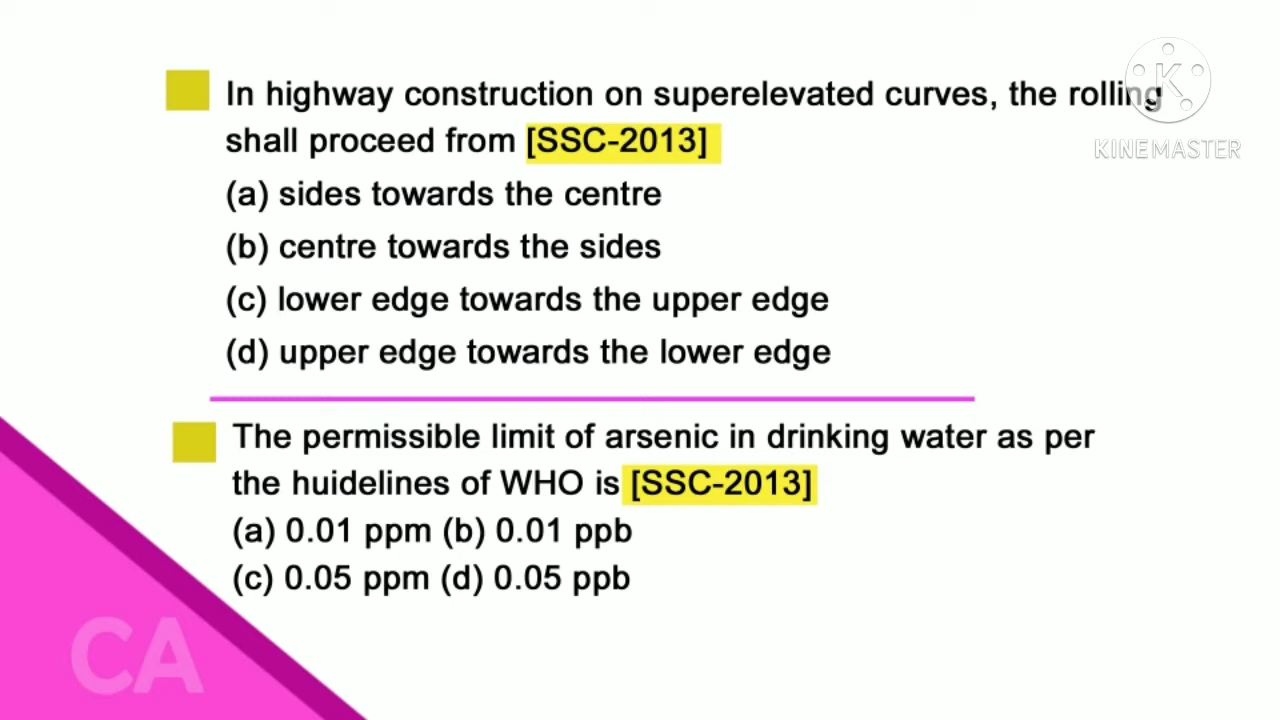 In highway construction on superelevated curves, the rolling
shall proceed from [SSC-2013]
(a) sides towards the centre
(b) centre towards the sides
(c) lower edge towards the upper edge
(d) upper edge towards the lower edge
The permissible limit of arsenic in drinking water as per
the huidelines of WHO is [SSC-2013]
(a) 0.01 ppm (b) 0.01 ppb
(c) 0.05 ppm (d) 0.05 ppb
K
KINEMASTER
CA